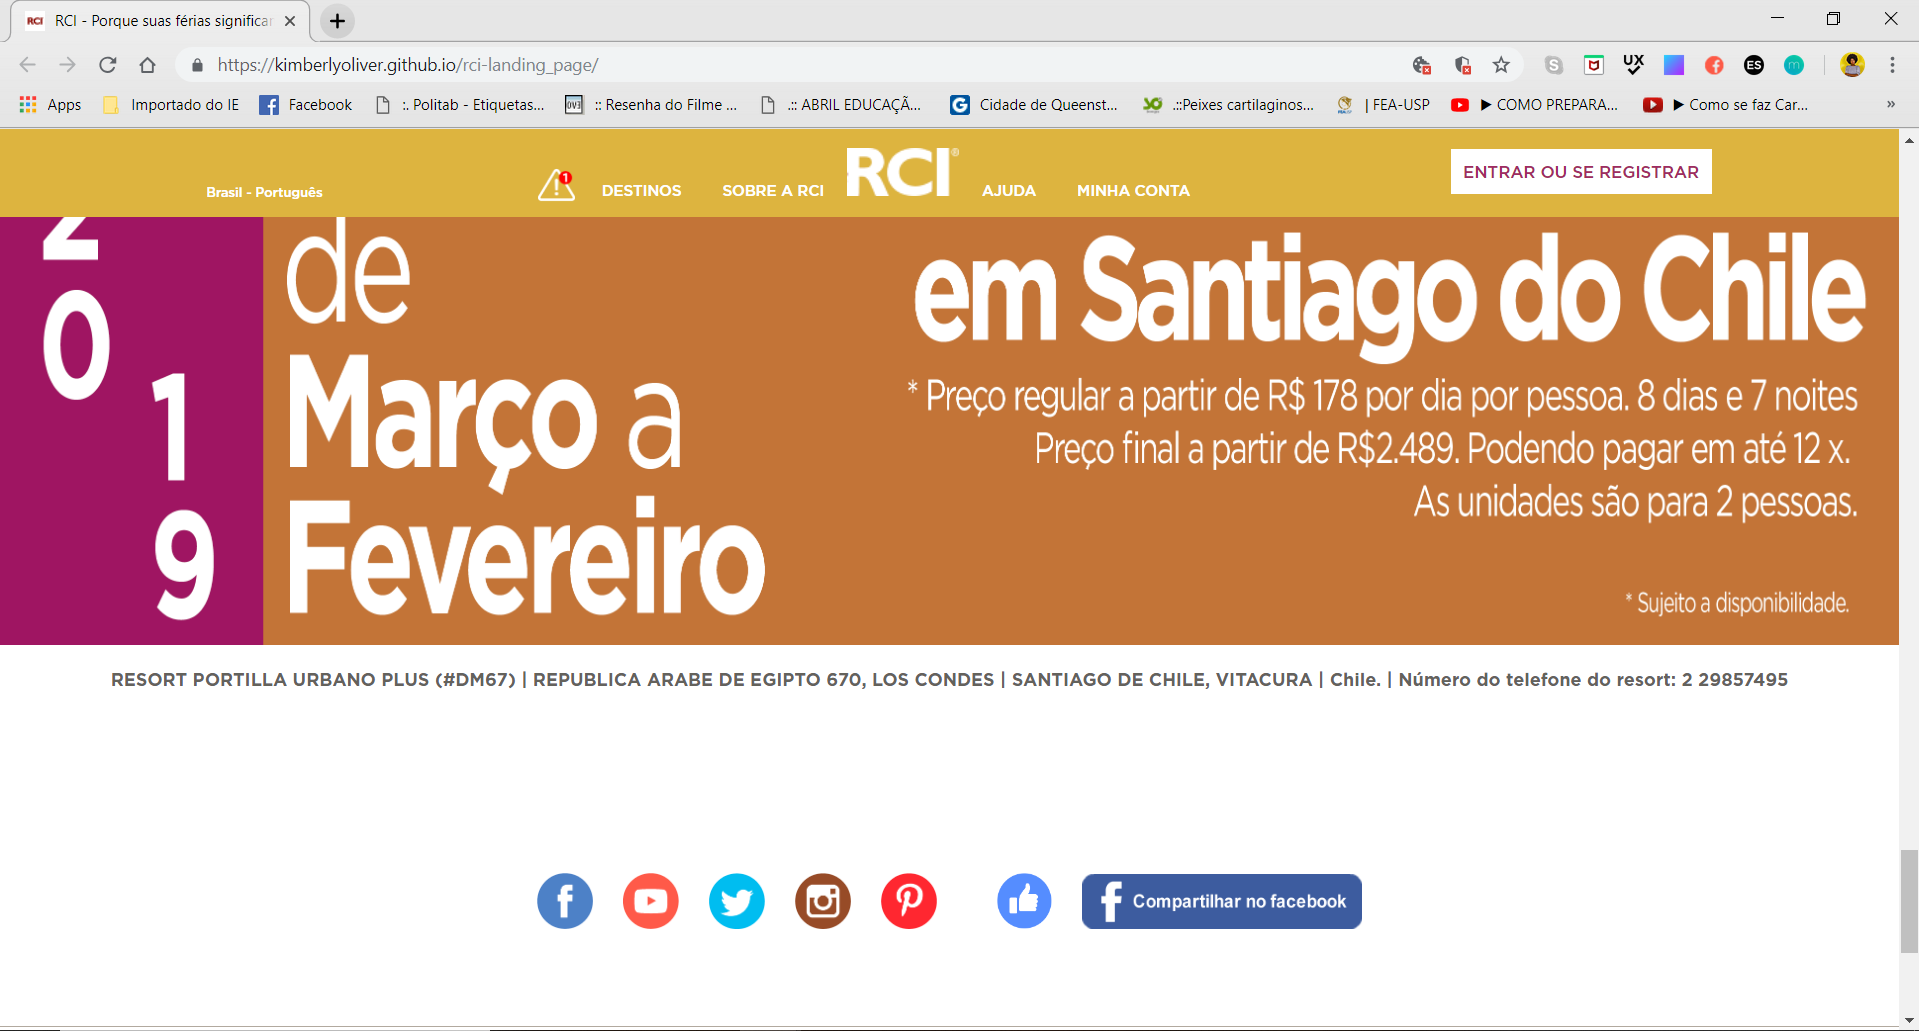 RCI RCI - Porque suas férias significar
https://kimberlyoliver.github.io/rci-landing_page/
S UX ES m
Apps Importado do IE Facebook :. Politab - Etiquetas... :: Resenha do Filme ... .:: ABRIL EDUCAÇÃ... Cidade de Queenst... .::Peixes cartilaginos... | FEA-USP ▶ COMO PREPARA... ▶ Como se faz Car... »
Brasil - Português 1 DESTINOS SOBRE A RCI RCI® AJUDA MINHA CONTA ENTRAR OU SE REGISTRAR
2
0
1
9
de
Março a
Fevereiro
em Santiago do Chile
* Preço regular a partir de R$ 178 por dia por pessoa. 8 dias e 7 noites
Preço final a partir de R$2.489. Podendo pagar em até 12 x.
As unidades são para 2 pessoas.
* Sujeito a disponibilidade.
RESORT PORTILLA URBANO PLUS (#DM67) | REPUBLICA ARABE DE EGIPTO 670, LOS CONDES | SANTIAGO DE CHILE, VITACURA | Chile. | Número do telefone do resort: 2 29857495
Compartilhar no facebook